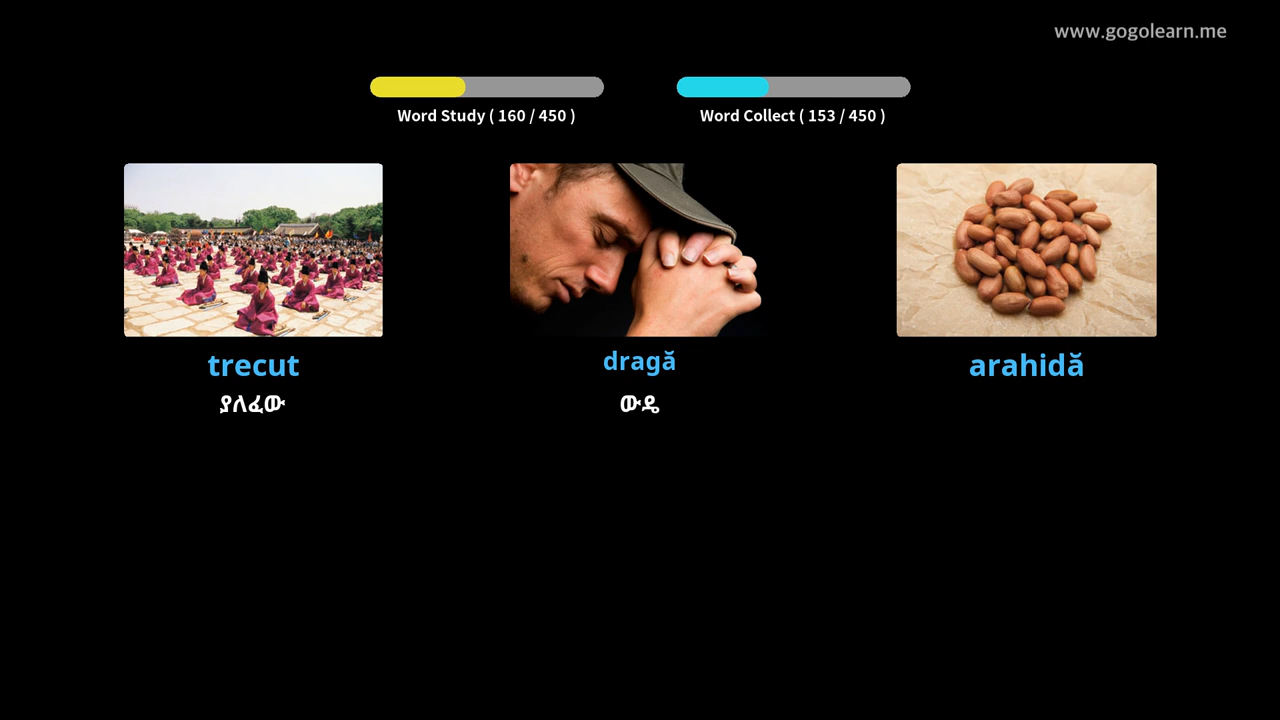 www.gogolearn.me
Word Study ( 160 / 450 )
Word Collect ( 153 / 450 )
trecut
ያለፈው
dragă
ውዴ
arahidă